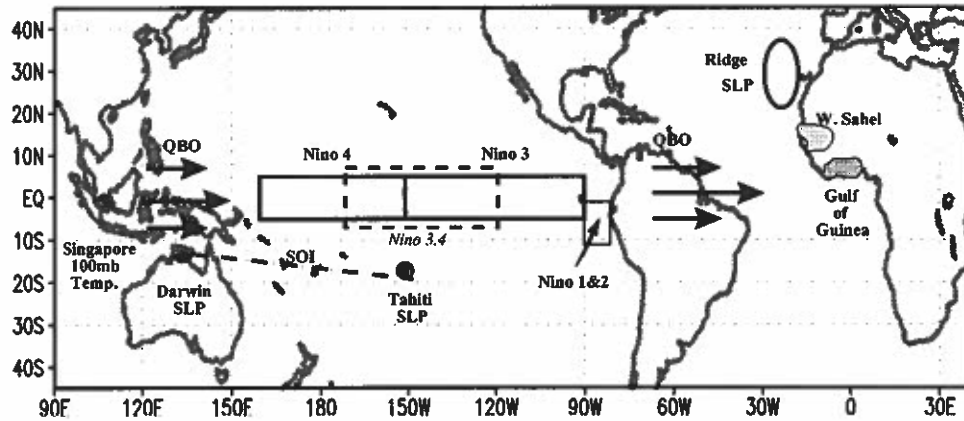 40N
30N
20N
10N
EQ
10S
20S
30S
40S
Ridge
SLP
W. Sahel
QBO
QBO
Nino 4
Nino 3
Gulf
of
Guinea
Nino 3.4
Singapore
100mb
Temp.
SOI
Nino 1&2
Darwin
SLP
Tahiti
SLP
90E
120E
150E
180
150W
120W
90W
60W
30W
0
30E